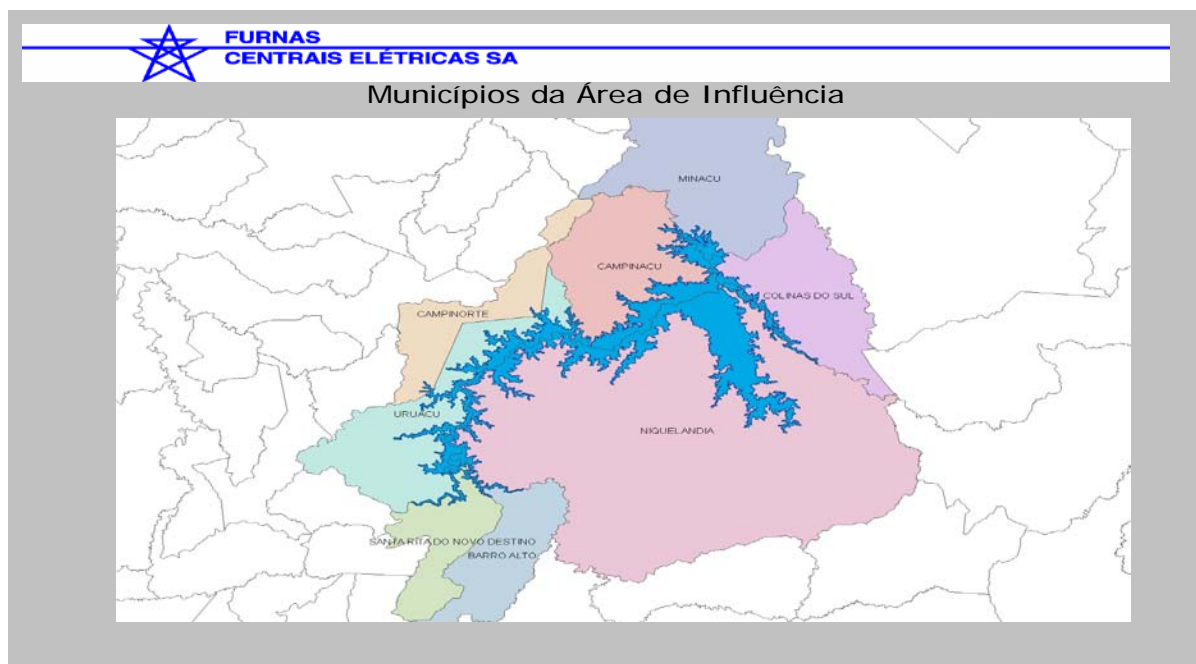 FURNAS
CENTRAIS ELÉTRICAS SA
Municípios da Área de Influência
MINACU
CAMPINACU
COLINAS DO SUL
CAMPINORTE
URUACU
NIQUELANDIA
SANTA RITA DO NOVO DESTINO
BARRO ALTO